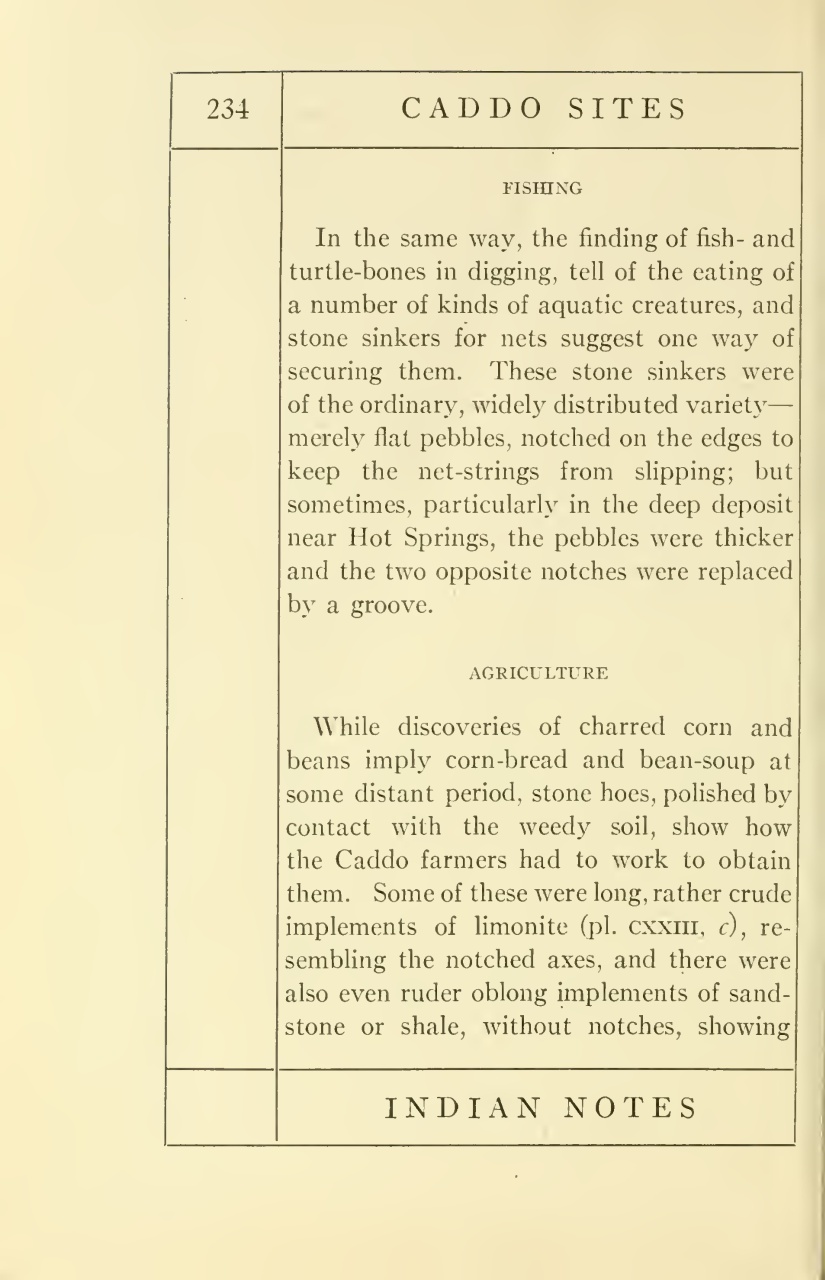 234
CADDO SITES
FISHING
In the same way, the finding of fish- and
turtle-bones in digging, tell of the eating of
a number of kinds of aquatic creatures, and
stone sinkers for nets suggest one way of
securing them. These stone sinkers were
of the ordinary, widely distributed variety—
merely flat pebbles, notched on the edges to
keep the net-strings from slipping; but
sometimes, particularly in the deep deposit
near Hot Springs, the pebbles were thicker
and the two opposite notches were replaced
by a groove.
AGRICULTURE
While discoveries of charred corn and
beans imply corn-bread and bean-soup at
some distant period, stone hoes, polished by
contact with the weedy soil, show how
the Caddo farmers had to work to obtain
them. Some of these were long, rather crude
implements of limonite (pl. CXXIII, c), re-
sembling the notched axes, and there were
also even ruder oblong implements of sand-
stone or shale, without notches, showing
INDIAN NOTES